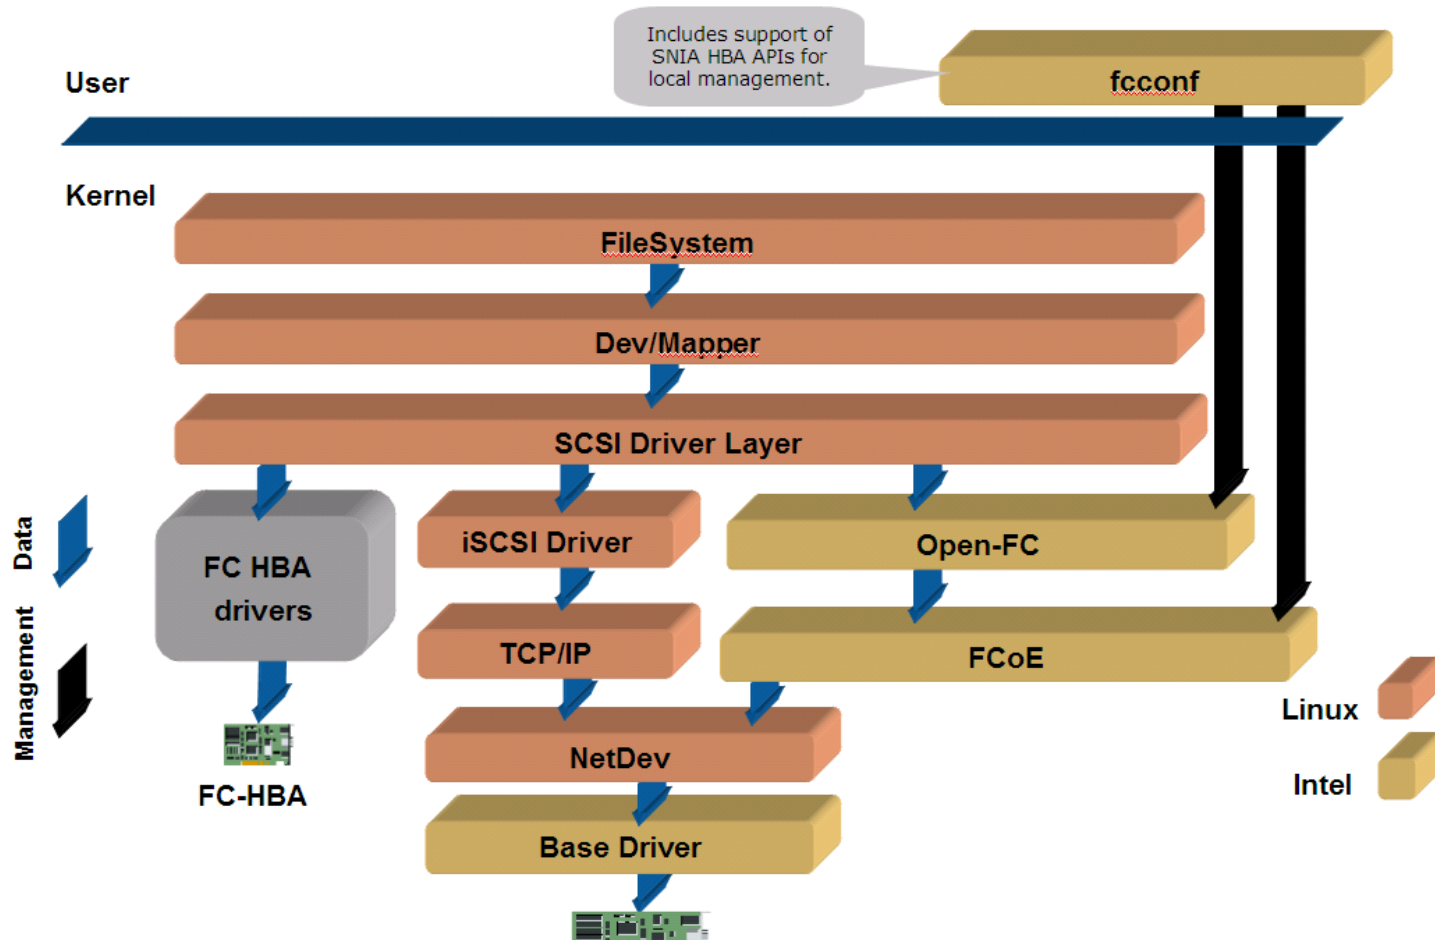 Includes support of
SNIA HBA APIs for
local management.
fcconf
User
Kernel
FileSystem
Dev/Mapper
SCSI Driver Layer
FC HBA
drivers
iSCSI Driver
Open-FC
TCP/IP
FCoE
NetDev
Base Driver
FC-HBA
Data
Management
Linux
Intel